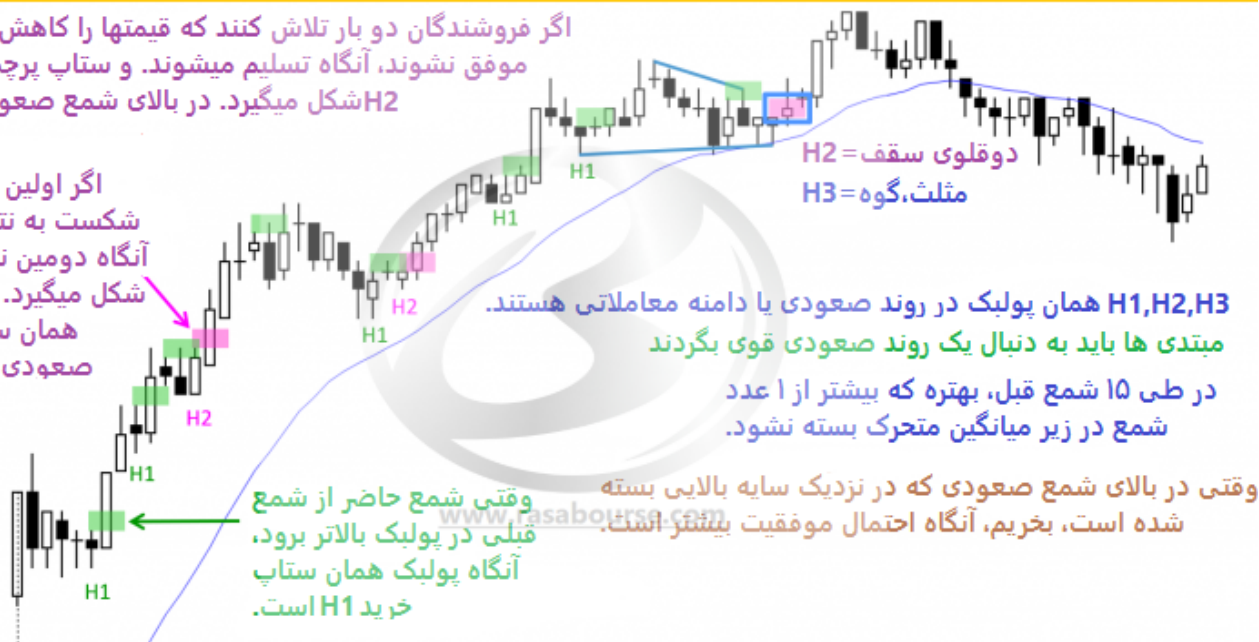 اگر فروشندگان دو بار تلاش کنند که قیمتها را کاهش
موفق نشوند، آنگاه تسلیم میشوند. و ستاپ پرچم
H2شکل میگیرد. در بالای شمع صعو
اگر اولین
شکست به نت
آنگاه دومین ت
شکل میگیرد.
همان س
صعودی
H1
H2
H1
H1
H2
H1
H1
H2=دوقلوی سقف
H3=مثلث،گوه
H1,H2,H3 همان پولبک در روند صعودی یا دامنه معاملاتی هستند.
مبتدی ها باید به دنبال یک روند صعودی قوی بگردند
در طی ۱۵ شمع قبل، بهتره که بیشتر از ۱ عدد
شمع در زیر میانگین متحرک بسته نشود.
وقتی در بالای شمع صعودی که در نزدیک سایه بالایی بسته
شده است، بخریم، آنگاه احتمال موفقیت بیشتر است.
وقتی شمع حاضر از شمع
قبلی در پولبک بالاتر برود،
آنگاه پولبک همان ستاپ
خرید H1 است.
www.rasabourse.com